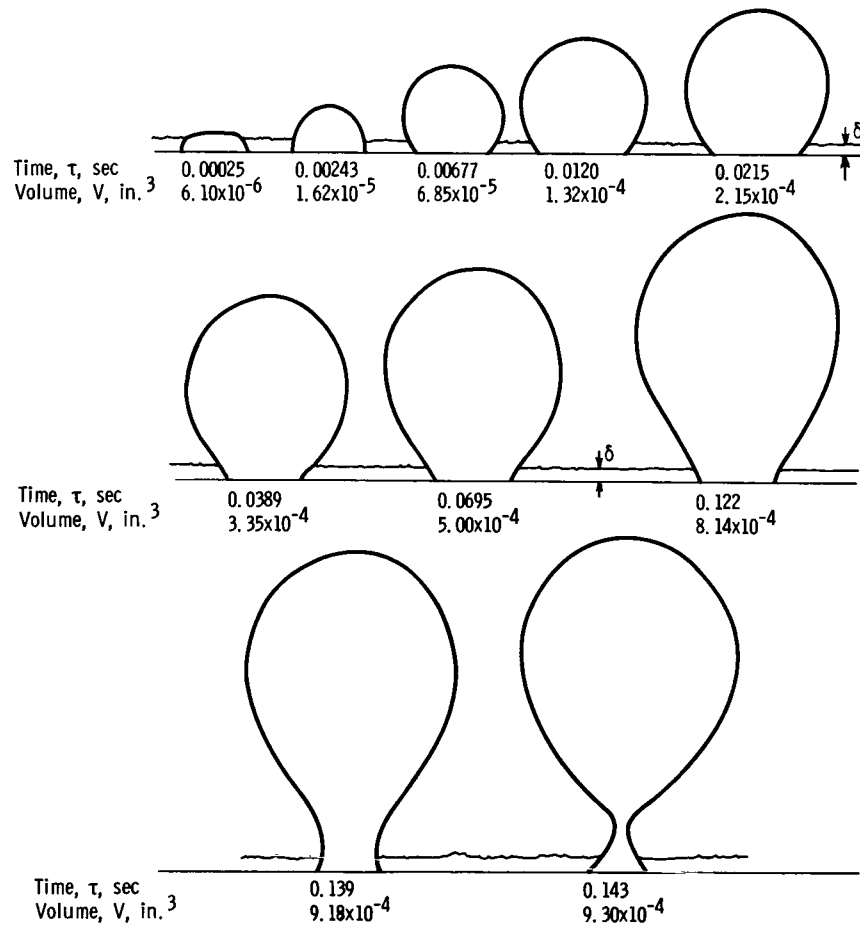 δ
Time, τ, sec 0.00025 0.00243 0.00677 0.0120 0.0215
Volume, V, in.³ 6.10x10⁻⁶ 1.62x10⁻⁵ 6.85x10⁻⁵ 1.32x10⁻⁴ 2.15x10⁻⁴
δ
Time, τ, sec 0.0389 0.0695 0.122
Volume, V, in.³ 3.35x10⁻⁴ 5.00x10⁻⁴ 8.14x10⁻⁴
Time, τ, sec 0.139 0.143
Volume, V, in.³ 9.18x10⁻⁴ 9.30x10⁻⁴